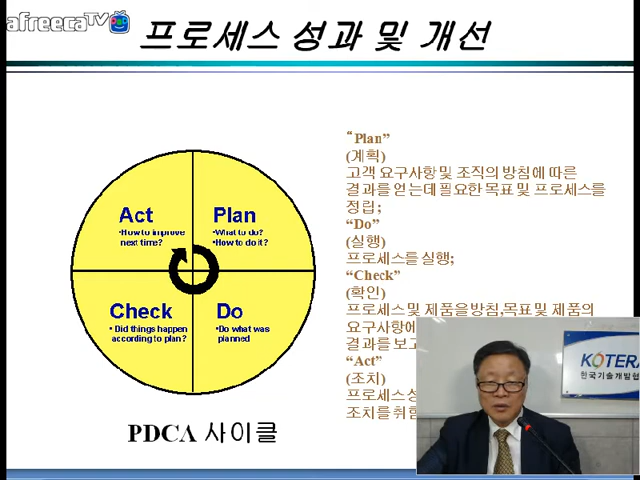 afreecaTV
프로세스 성과 및 개선
Act
•How to improve
next time?
Plan
•What to do?
•How to do it?
Check
• Did things happen
according to plan?
Do
•Do what was
planned
PDCA 사이클
“Plan”
(계획)
고객 요구사항 및 조직의 방침에 따른
결과를 얻는데 필요한 목표 및 프로세스를
정립;
“Do”
(실행)
프로세스를 실행;
“Check”
(확인)
프로세스 및 제품을 방침,목표 및 제품의
요구사항에
결과를 보고
“Act”
(조치)
프로세스
조치를 취함
KOTERA
한국기술개발협